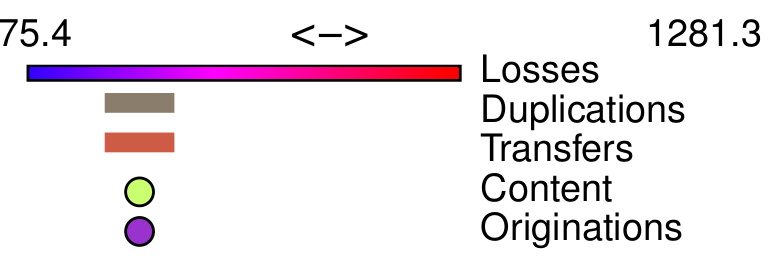 75.4 <−> 1281.3
Losses
Duplications
Transfers
Content
Originations